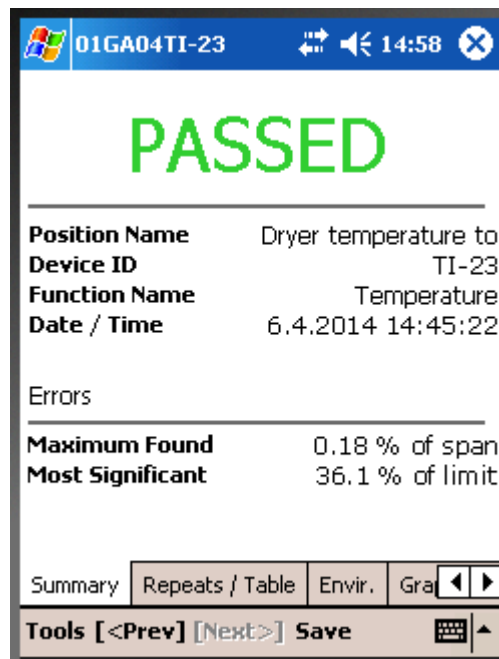 01GA04TI-23 14:58
PASSED
Position Name Dryer temperature to
Device ID TI-23
Function Name Temperature
Date / Time 6.4.2014 14:45:22
Errors
Maximum Found 0.18 % of span
Most Significant 36.1 % of limit
Summary Repeats / Table Envir. Gra
Tools [<Prev] [Next>] Save